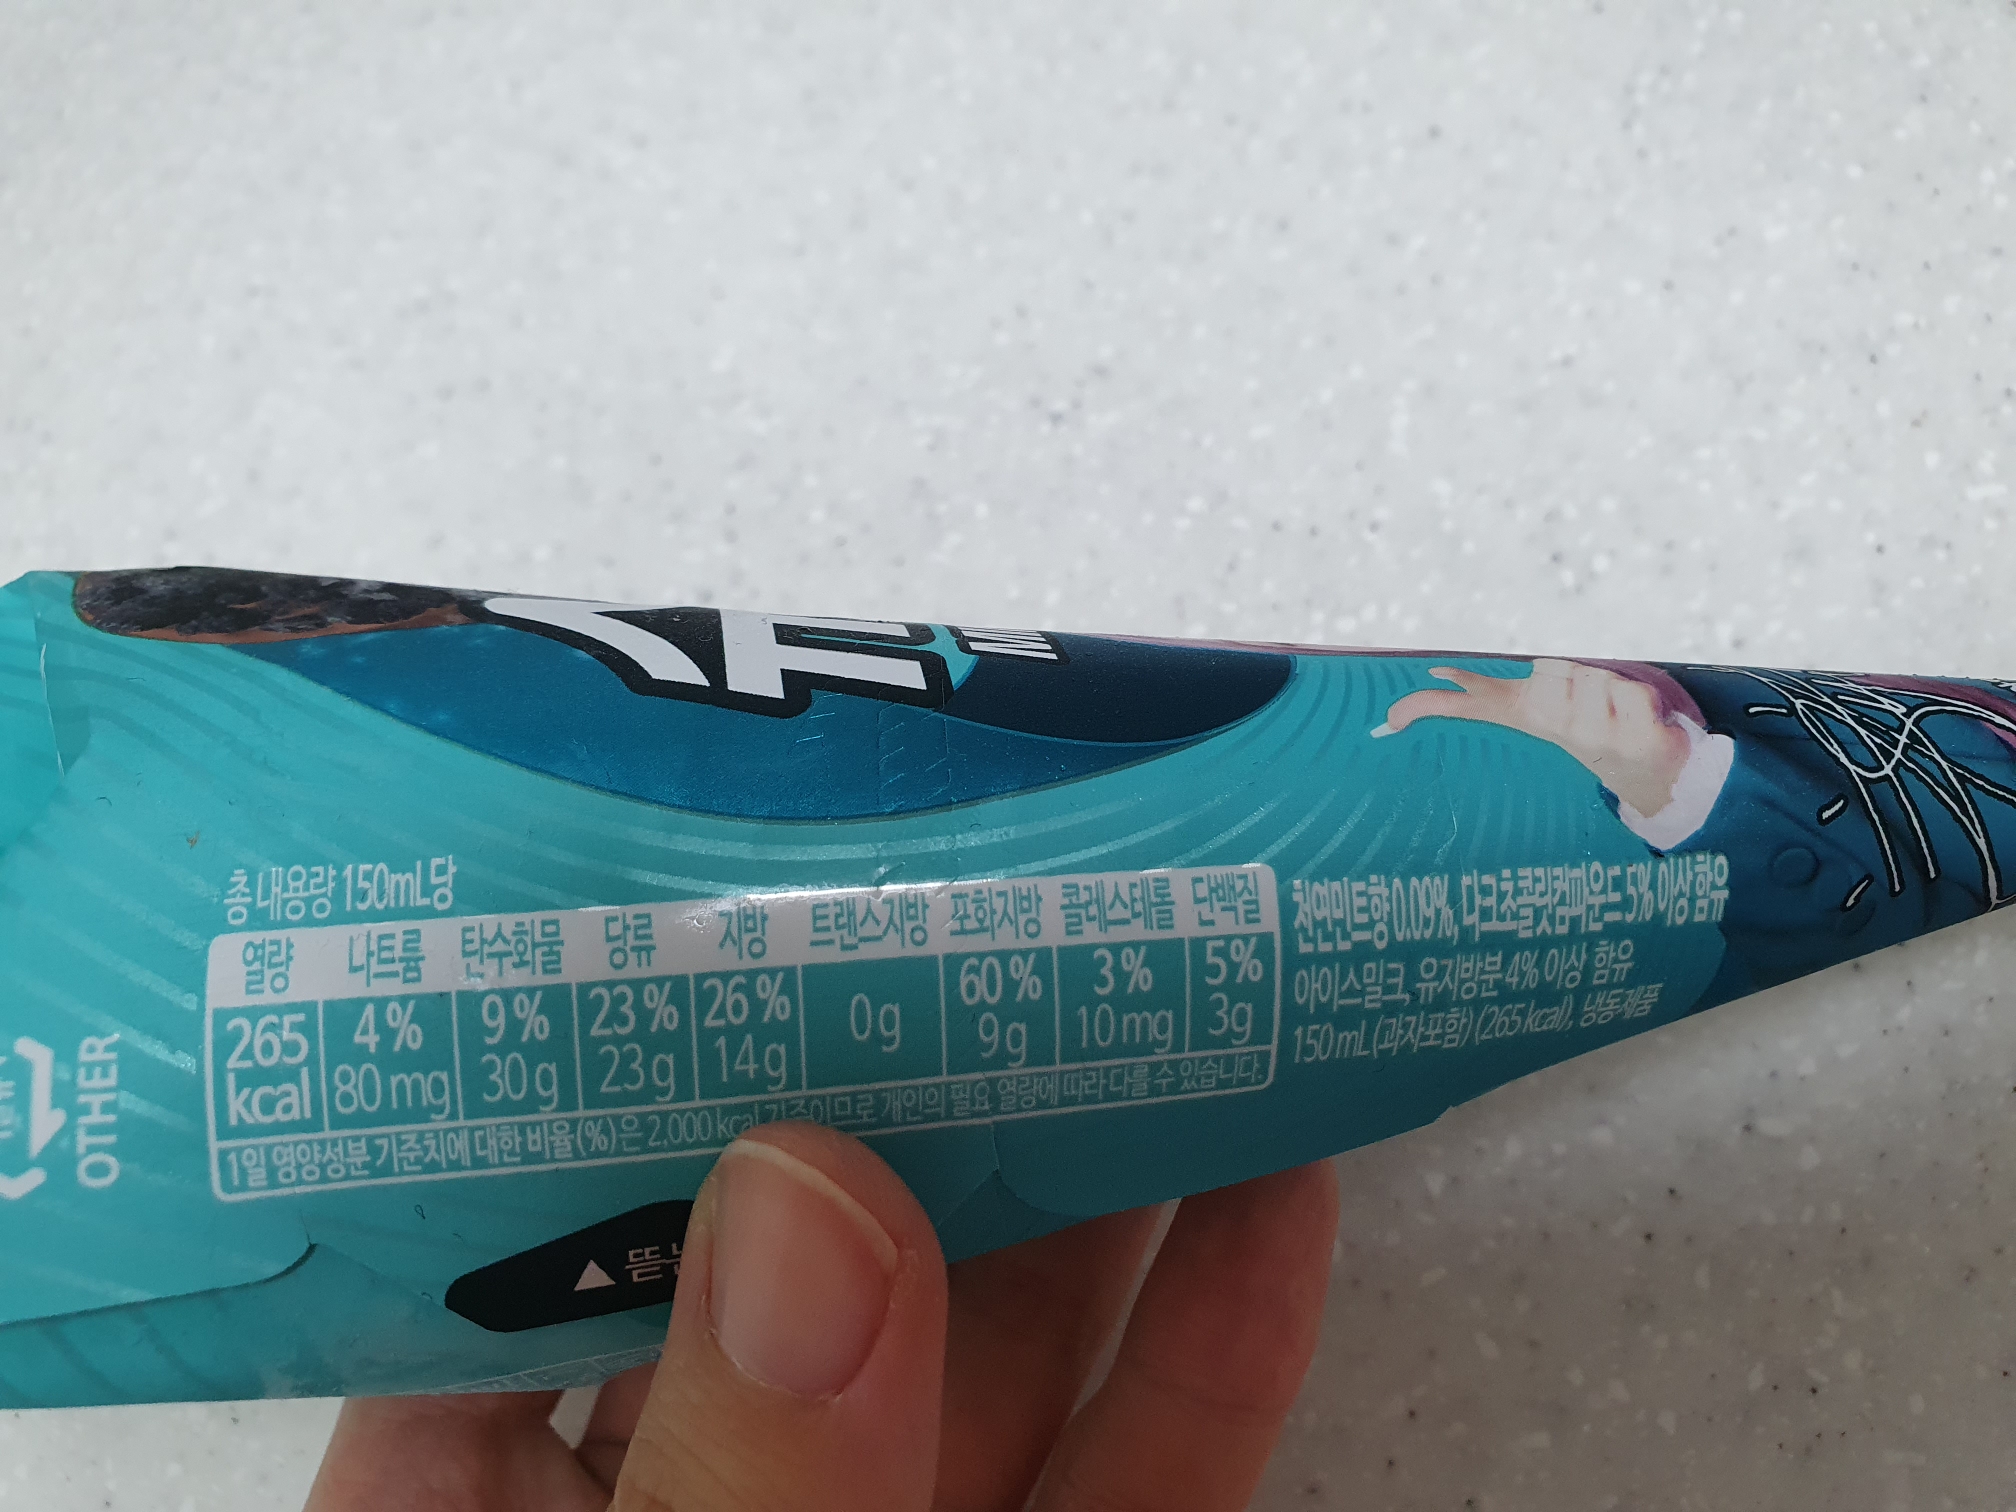 총 내용량 150mL당
열량 나트륨 탄수화물 당류 지방 트랜스지방 포화지방 콜레스테롤 단백질
265 kcal 4% 80mg 9% 30g 23% 23g 26% 14g 0g 60% 9g 3% 10mg 5% 3g
1일 영양성분 기준치에 대한 비율(%)은 2,000kcal 기준이므로 개인의 필요 열량에 따라 다를 수 있습니다.
천연민트향 0.09%, 다크초콜릿컴파운드 5% 이상 함유
아이스밀크, 유지방분 4% 이상 함유
150mL(과자포함) (265kcal), 냉동제품
OTHER
▲